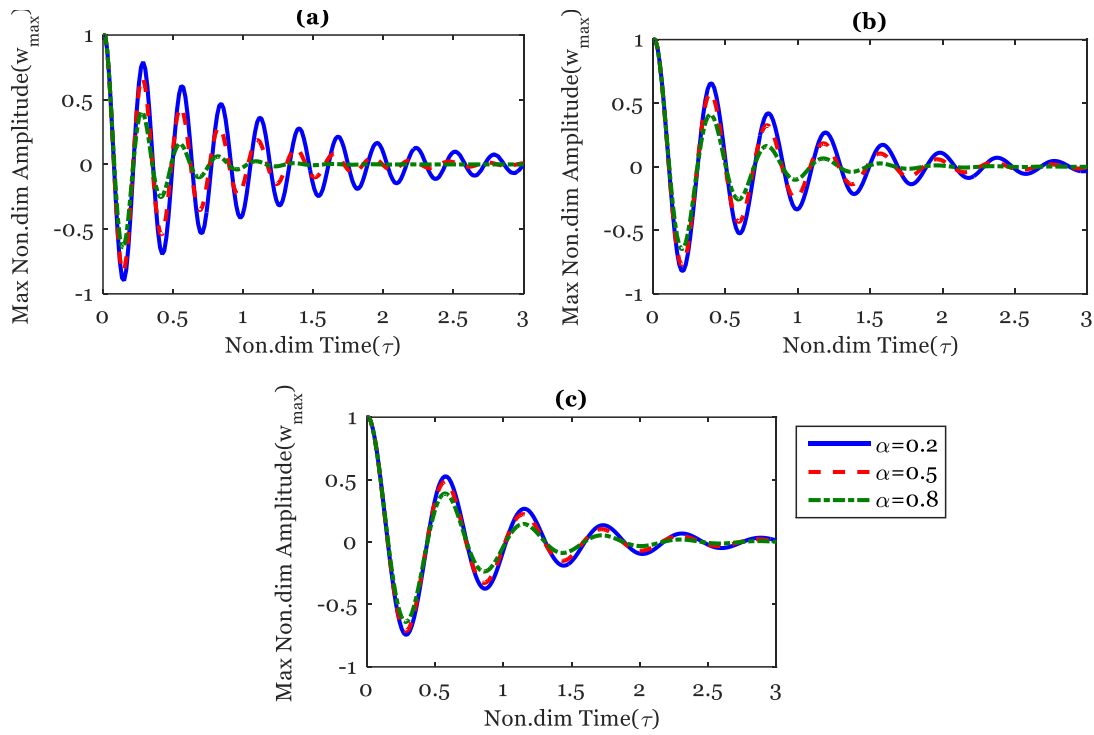 (a)
Max Non.dim Amplitude(w_max)
1
0.5
0
-0.5
-1
0 0.5 1 1.5 2 2.5 3
Non.dim Time(τ)
(b)
Max Non.dim Amplitude(w_max)
1
0.5
0
-0.5
-1
0 0.5 1 1.5 2 2.5 3
Non.dim Time(τ)
(c)
Max Non.dim Amplitude(w_max)
1
0.5
0
-0.5
-1
0 0.5 1 1.5 2 2.5 3
Non.dim Time(τ)
α=0.2
α=0.5
α=0.8